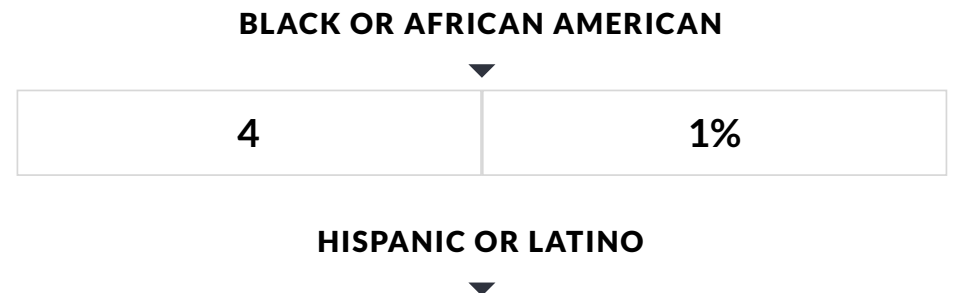 BLACK OR AFRICAN AMERICAN
4 1%
HISPANIC OR LATINO